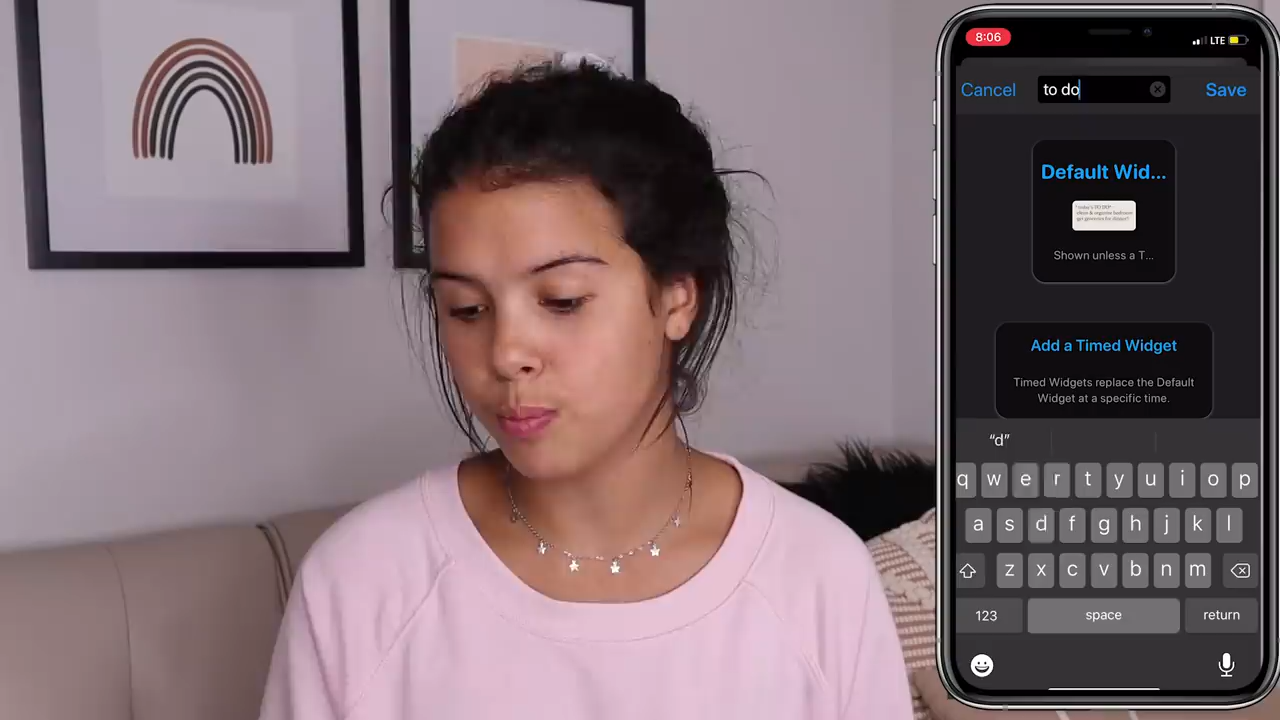 8:06
LTE
Cancel
to do
Save
Default Wid...
Shown unless a T...
Add a Timed Widget
Timed Widgets replace the Default
Widget at a specific time.
“d”
q w e r t y u i o p
a s d f g h j k l
z x c v b n m
123
space
return